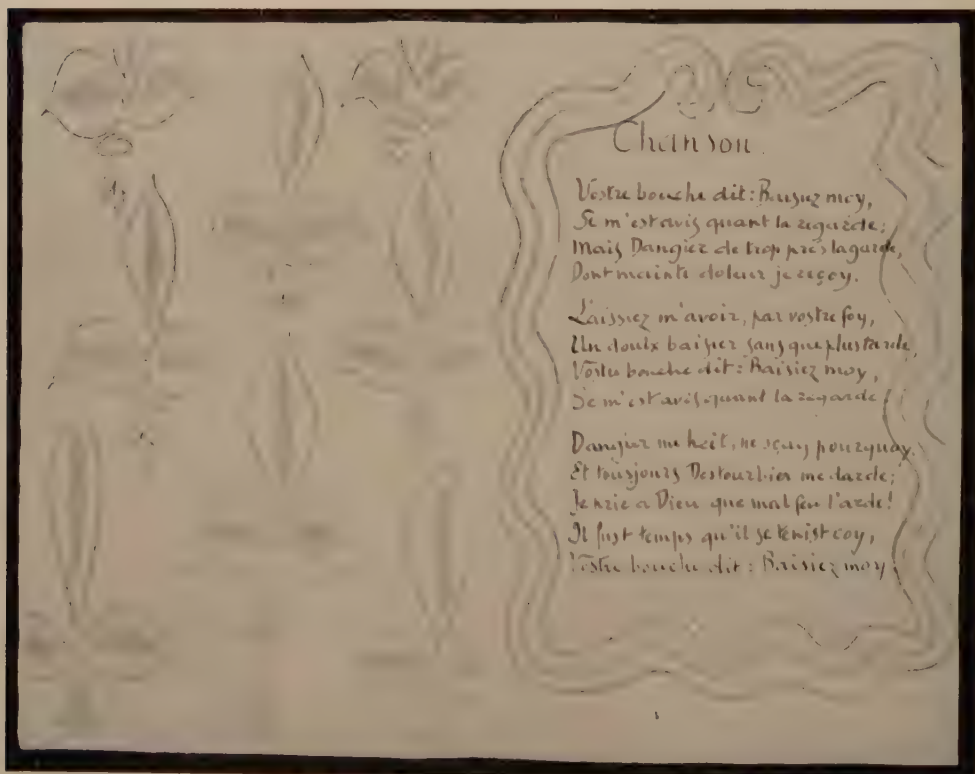 Chanson
Vostre bouche dit : Baisiez moy,
Se m'est avis quant la regarde ;
Mais Dangier de trop près la garde,
Dont mainte doleur je reçoy.
Laissiez m'avoir, par vostre foy,
Un doulx baisier sans que plus tarde,
Vostre bouche dit : Baisiez moy,
Se m'est avis quant la regarde
Dangier me heit, ne sçay pourquoy,
Et tousjours Destourbier me darde ;
Je prie a Dieu que mal feu l'arde !
Il fust temps qu'il se tenist coy,
Vostre bouche dit : Baisiez moy